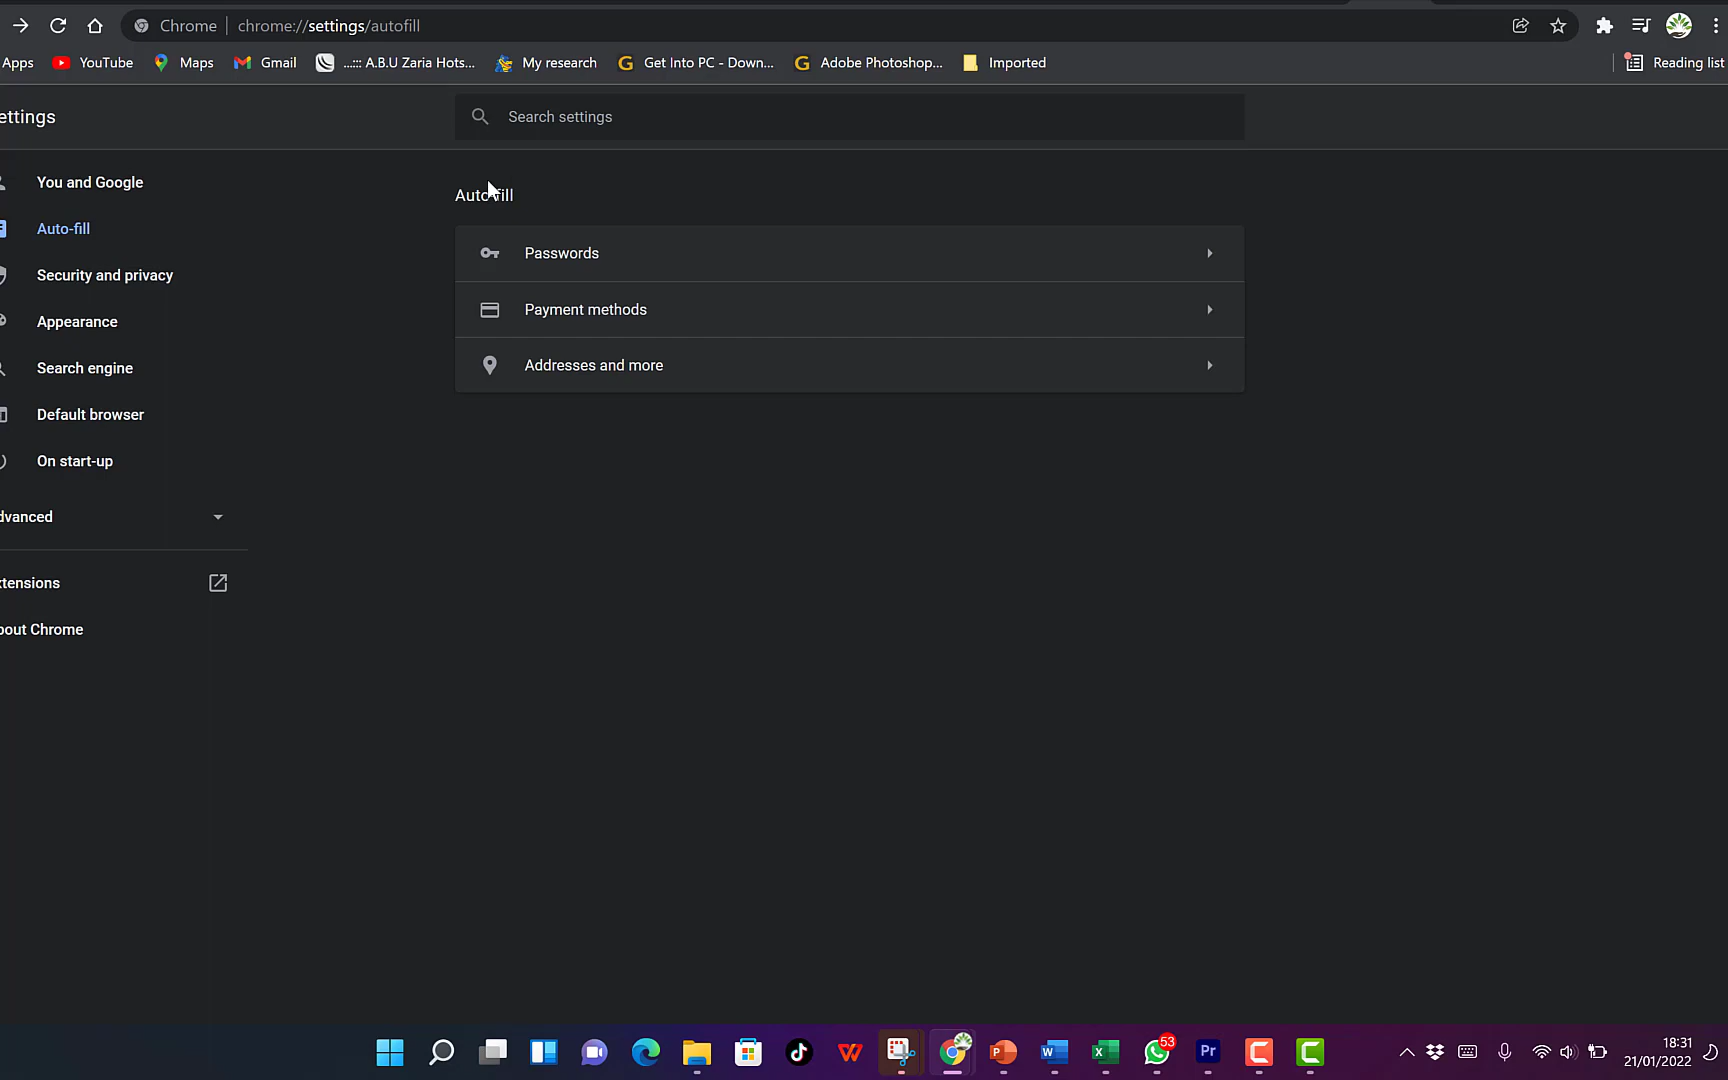 Chrome | chrome://settings/autofill
Apps YouTube Maps Gmail ..::: A.B.U Zaria Hots... My research Get Into PC - Down... Adobe Photoshop... Imported Reading list
ettings
Search settings
You and Google
Auto-fill
Security and privacy
Appearance
Search engine
Default browser
On start-up
dvanced
xtensions
bout Chrome
Auto-fill
Passwords
Payment methods
Addresses and more
53
18:31
21/01/2022